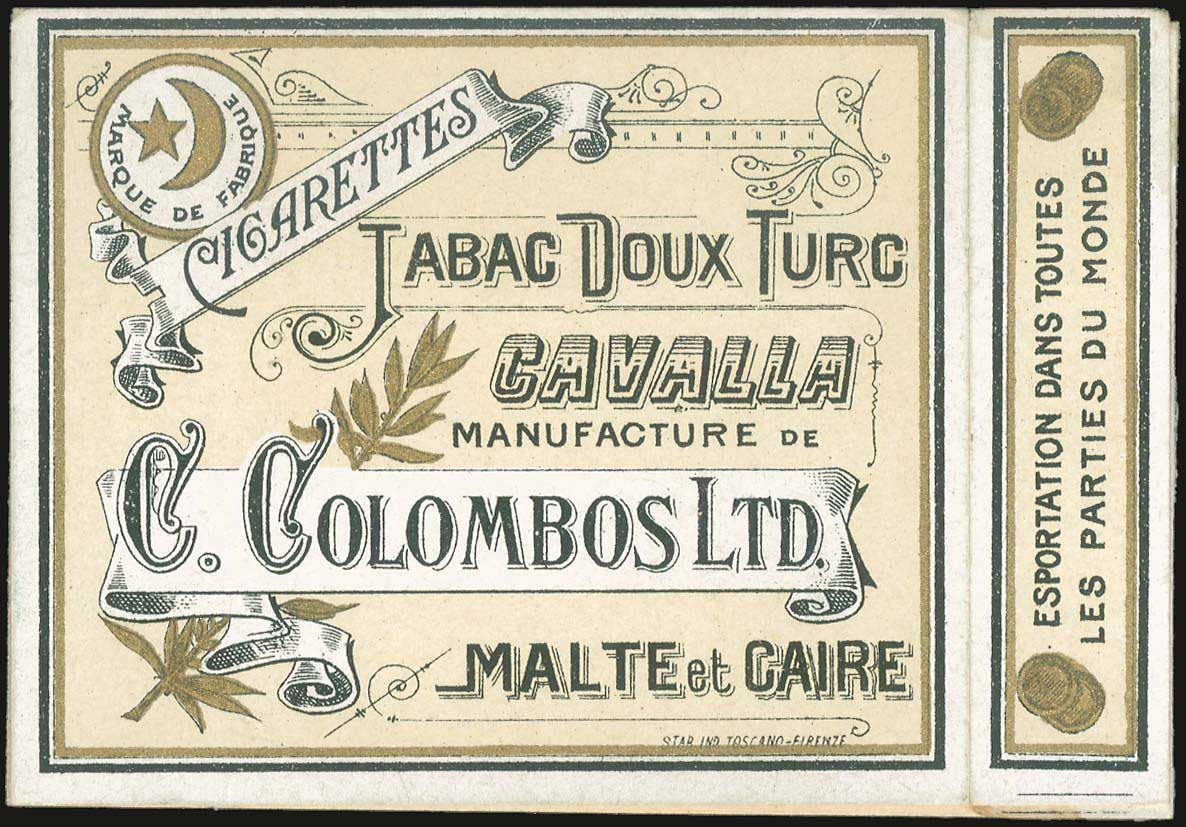 MARQUE DE FABRIQUE
CIGARETTES
TABAC DOUX TURC
CAVALLA
MANUFACTURE DE
C. COLOMBOS LTD.
MALTE et CAIRE
STAB. IND. TOSCANO-FIRENZE
ESPORTATION DANS TOUTES
LES PARTIES DU MONDE